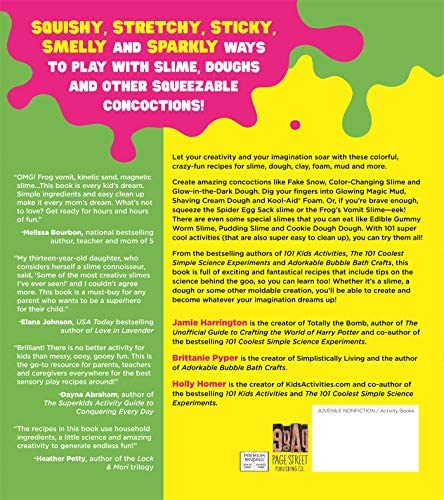 SQUISHY, STRETCHY, STICKY,
SMELLY AND SPARKLY WAYS
TO PLAY WITH SLIME, DOUGHS
AND OTHER SQUEEZABLE
CONCOCTIONS!
"OMG! Frog vomit, kinetic sand, magnetic
slime...This book is every kid's dream.
Simple ingredients and easy clean up
make it every mom's dream. What's not
to love? Get ready for hours and hours
of fun."
-Melissa Bourbon, national bestselling
author, teacher and mom of 5
"My thirteen-year-old daughter, who
considers herself a slime connoisseur,
said, 'Some of the most creative slimes
I've ever seen!' and I couldn't agree
more. This book is a must-buy for any
parent who wants to be a superhero
for their child."
-Elana Johnson, USA Today bestselling
author of Love in Lavender
"Brilliant! There is no better activity for
kids than messy, ooey, gooey fun. This is
the go-to resource for parents, teachers
and caregivers everywhere for the best
sensory play recipes around!"
-Dayna Abraham, author of
The Superkids Activity Guide to
Conquering Every Day
"The recipes in this book use household
ingredients, a little science and amazing
creativity to generate endless fun!"
-Heather Petty, author of the Lock
& Mori trilogy
Let your creativity and your imagination soar with these colorful,
crazy-fun recipes for slime, dough, clay, foam, mud and more.
Create amazing concoctions like Fake Snow, Color-Changing Slime and
Glow-in-the-Dark Dough. Dig your fingers into Glowing Magic Mud,
Shaving Cream Dough and Kool-Aid® Foam. Or, if you're brave enough,
squeeze the Spider Egg Sack slime or the Frog's Vomit Slime—eek!
There are even some special slimes that you can eat like Edible Gummy
Worm Slime, Pudding Slime and Cookie Dough Dough. With 101 super
cool activities (that are also super easy to clean up), you can try them all!
From the bestselling authors of 101 Kids Activities, The 101 Coolest
Simple Science Experiments and Adorkable Bubble Bath Crafts, this
book is full of exciting and fantastical recipes that include tips on the
science behind the goo, so you can learn too! Whether it's a slime, a
dough or some other moldable creation, you'll be able to create and
become whatever your imagination dreams up!
Jamie Harrington is the creator of Totally the Bomb, author of The
Unofficial Guide to Crafting the World of Harry Potter and co-author of
the bestselling 101 Coolest Simple Science Experiments.
Brittanie Pyper is the creator of Simplistically Living and the author
of Adorkable Bubble Bath Crafts.
Holly Homer is the creator of KidsActivities.com and co-author of
the bestselling 101 Kids Activities and The 101 Coolest Simple Science
Experiments.
JUVENILE NONFICTION / Activity Books
PREMIUM
BINDING
PAGE STREET
PUBLISHING CO.